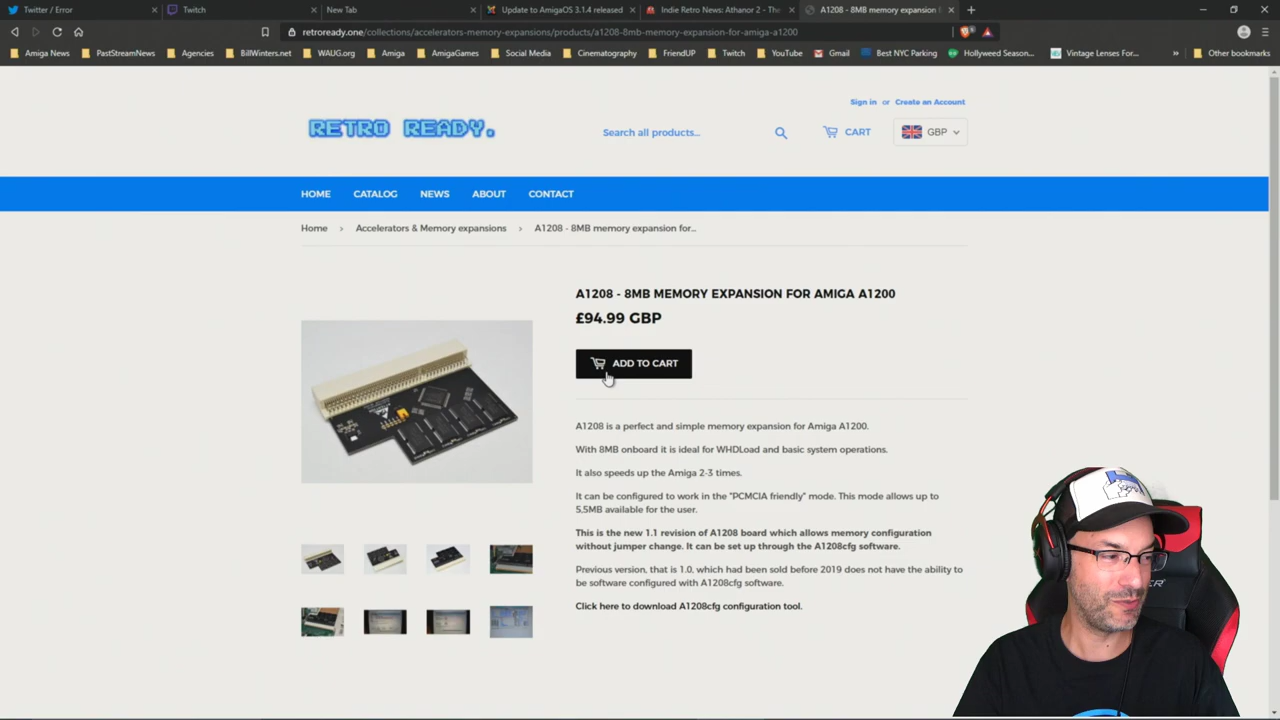 Twitter / Error
Twitch
New Tab
Update to AmigaOS 3.1.4 released
Indie Retro News: Athanor 2 - The
A1208 - 8MB memory expansion
retroready.one/collections/accelerators-memory-expansions/products/a1208-8mb-memory-expansion-for-amiga-a1200
Amiga News
PastStreamNews
Agencies
BillWinters.net
WAUG.org
Amiga
AmigaGames
Social Media
Cinematography
FriendUP
Twitch
YouTube
Gmail
Best NYC Parking
Hollyweed Season...
Vintage Lenses For...
Other bookmarks
Sign in or Create an Account
RETRO READY.
Search all products...
CART
GBP
HOME
CATALOG
NEWS
ABOUT
CONTACT
Home › Accelerators & Memory expansions › A1208 - 8MB memory expansion for...
A1208 - 8MB MEMORY EXPANSION FOR AMIGA A1200
£94.99 GBP
ADD TO CART
A1208 is a perfect and simple memory expansion for Amiga A1200.
With 8MB onboard it is ideal for WHDLoad and basic system operations.
It also speeds up the Amiga 2-3 times.
It can be configured to work in the "PCMCIA friendly" mode. This mode allows up to
5,5MB available for the user.
This is the new 1.1 revision of A1208 board which allows memory configuration
without jumper change. It can be set up through the A1208cfg software.
Previous version, that is 1.0, which had been sold before 2019 does not have the ability to
be software configured with A1208cfg software.
Click here to download A1208cfg configuration tool.